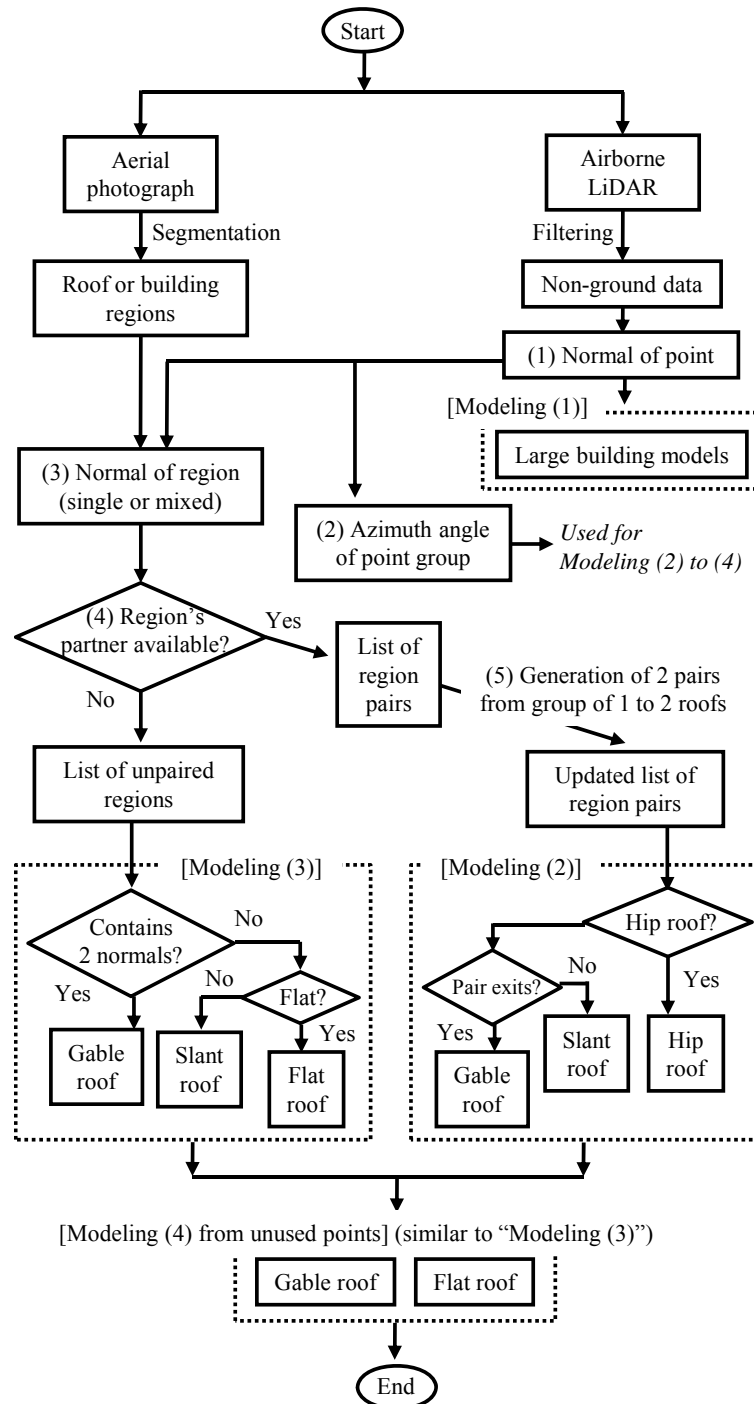 Start
Aerial
photograph
Airborne
LiDAR
Segmentation
Filtering
Roof or building
regions
Non-ground data
(1) Normal of point
[Modeling (1)]
Large building models
(3) Normal of region
(single or mixed)
(2) Azimuth angle
of point group
Used for
Modeling (2) to (4)
(4) Region's
partner available?
Yes
No
List of
region
pairs
(5) Generation of 2 pairs
from group of 1 to 2 roofs
List of unpaired
regions
Updated list of
region pairs
[Modeling (3)]
[Modeling (2)]
Contains
2 normals?
No
Yes
Flat?
No
Yes
Gable
roof
Slant
roof
Flat
roof
Hip roof?
Pair exits?
No
Yes
Yes
Gable
roof
Slant
roof
Hip
roof
[Modeling (4) from unused points] (similar to “Modeling (3)”)
Gable roof
Flat roof
End